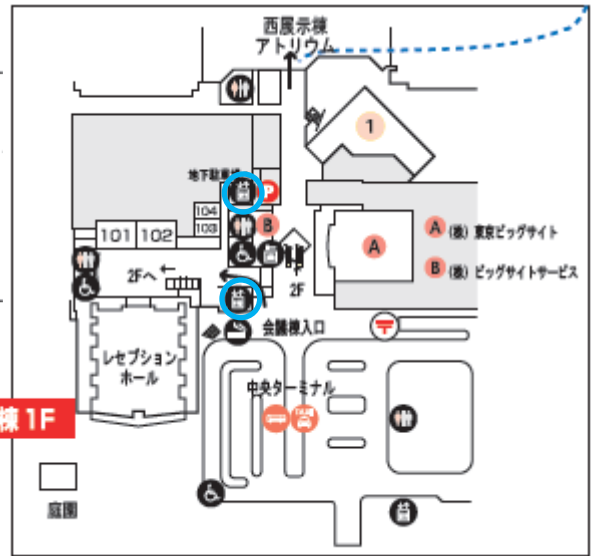 西展示棟
アトリウム
1
地下駐車場
P
104
103
101 102
B
A
A (株) 東京ビッグサイト
B (株) ビッグサイトサービス
2Fへ ←
2F
会議棟入口
レセプション
ホール
中央ターミナル
棟 1F
庭園